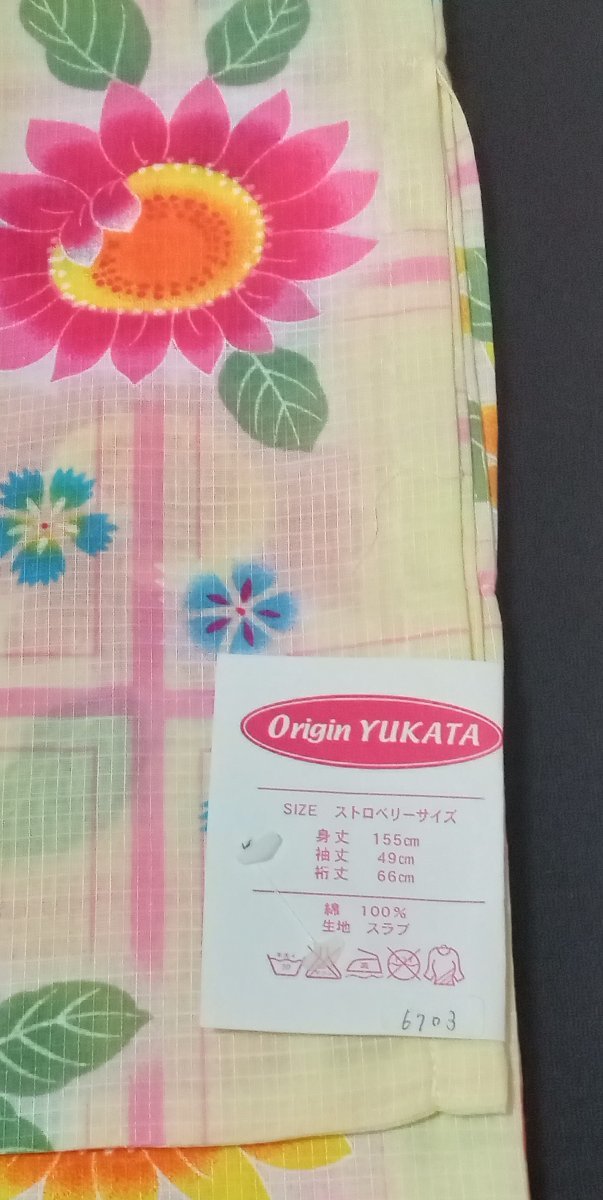 Origin YUKATA
SIZE ストロベリーサイズ
身丈 155㎝
袖丈 49㎝
裄丈 66㎝
綿 100%
生地 スラブ
6703